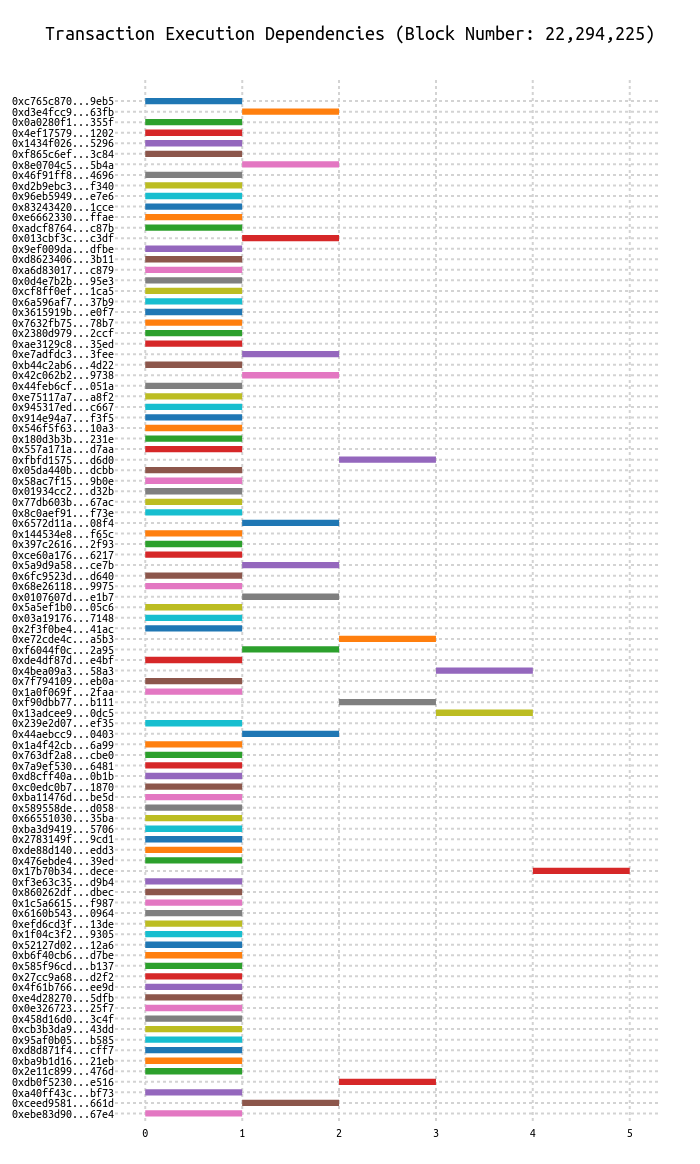 Transaction Execution Dependencies (Block Number: 22,294,225)
0xc765c870...9eb5
0xd3e4fcc9...63fb
0x0a0280f1...355f
0x4ef17579...1202
0x1434f026...5296
0xf865c6ef...3c84
0x8e0704c5...5b4a
0x46f91ff8...4696
0xd2b9ebc3...f340
0x96eb5949...e7e6
0x83243420...1cce
0xe6662330...ffae
0xadcf8764...c87b
0x013cbf3c...c3df
0x9ef009da...dfbe
0xd8623406...3b11
0xa6d83017...c879
0x0d4e7b2b...95e3
0xcf8ff0ef...1ca5
0x6a596af7...37b9
0x3615919b...e0f7
0x7632fb75...78b7
0x2380d979...2ccf
0xae3129c8...35ed
0xe7adfdc3...3fee
0xb44c2ab6...4d22
0x42c062b2...9738
0x44feb6cf...051a
0xe75117a7...a8f2
0x945317ed...c667
0x914e94a7...f3f5
0x546f5f63...10a3
0x180d3b3b...231e
0x557a171a...d7aa
0xfbfd1575...d6d0
0x05da440b...dcbb
0x58ac7f15...9b0e
0x01934cc2...d32b
0x77db603b...67ac
0x8c0aef91...f73e
0x6572d11a...08f4
0x144534e8...f65c
0x397c2616...2f93
0xce60a176...6217
0x5a9d9a58...ce7b
0x6fc9523d...d640
0x68e26118...9975
0x0107607d...e1b7
0x5a5ef1b0...05c6
0x03a19176...7148
0x2f3f0be4...41ac
0xe72cde4c...a5b3
0xf6044f0c...2a95
0xde4df87d...e4bf
0x4bea09a3...58a3
0x7f794109...eb0a
0x1a0f069f...2faa
0xf90dbb77...b111
0x13adcee9...0dc5
0x239e2d07...ef35
0x44aebcc9...0403
0x1a4f42cb...6a99
0x763df2a8...cbe0
0x7a9ef530...6481
0xd8cff40a...0b1b
0xc0edc0b7...1870
0xba11476d...be5d
0x589558de...d058
0x66551030...35ba
0xba3d9419...5706
0x2783149f...9cd1
0xde88d140...edd3
0x476ebde4...39ed
0x17b70b34...dece
0xf3e63c35...d9b4
0x860262df...dbec
0x1c5a6615...f987
0x6160b543...0964
0xefd6cd3f...13de
0x1f04c3f2...9305
0x52127d02...12a6
0xb6f40cb6...d7be
0x585f96cd...b137
0x27cc9a68...d2f2
0x4f61b766...ee9d
0xe4d28270...5dfb
0x0e326723...25f7
0x458d16d0...3c4f
0xcb3b3da9...43dd
0x95af0b05...b585
0xd8d871f4...cff7
0xba9b1d16...21eb
0x2e11c899...476d
0xdb0f5230...e516
0xa40ff43c...bf73
0xceed9581...661d
0xebe83d90...67e4
0 1 2 3 4 5